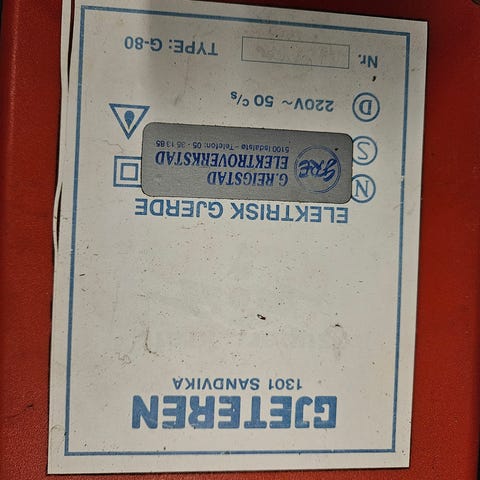 GJETEREN
1301 SANDVIKA
ELEKTRISK GJERDE
N
S
D
GRE
G. REIGSTAD
ELEKTROVERKSTAD
5100 Isdalstø - Telefon: 05 - 35 13 85
220V~ 50 C/s
Nr.
TYPE: G-80